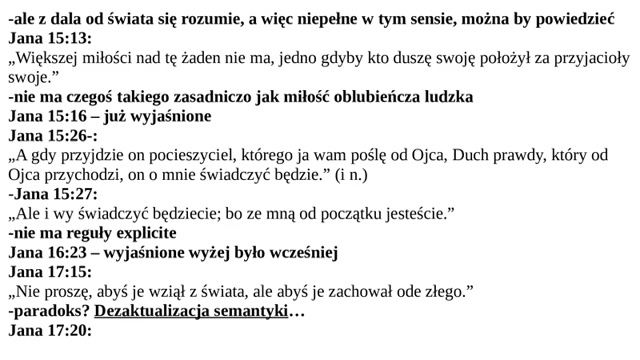 -ale z dala od świata się rozumie, a więc niepełne w tym sensie, można by powiedzieć
Jana 15:13:
„Większej miłości nad tę żaden nie ma, jedno gdyby kto duszę swoję położył za przyjacioły
swoje.”
-nie ma czegoś takiego zasadniczo jak miłość oblubieńcza ludzka
Jana 15:16 – już wyjaśnione
Jana 15:26-:
„A gdy przyjdzie on pocieszyciel, którego ja wam poślę od Ojca, Duch prawdy, który od
Ojca przychodzi, on o mnie świadczyć będzie.” (i n.)
-Jana 15:27:
„Ale i wy świadczyć będziecie; bo ze mną od początku jesteście.”
-nie ma reguły explicite
Jana 16:23 – wyjaśnione wyżej było wcześniej
Jana 17:15:
„Nie proszę, abyś je wziął z świata, ale abyś je zachował ode złego.”
-paradoks? Dezaktualizacja semantyki…
Jana 17:20: